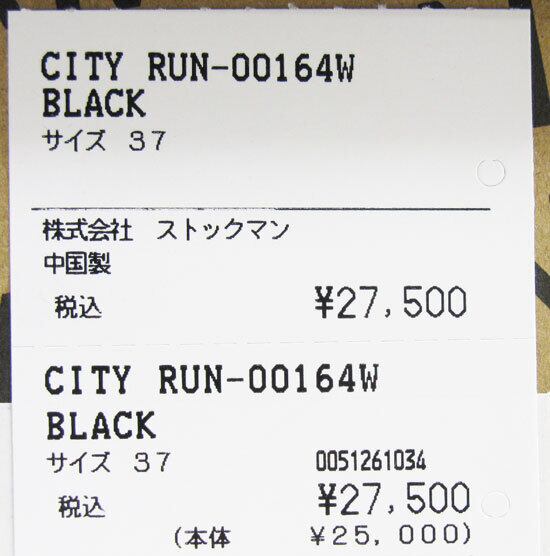 CITY RUN-00164W
BLACK
サイズ 37
株式会社 ストックマン
中国製
税込 ¥27,500
CITY RUN-00164W
BLACK
サイズ 37 0051261034
税込 ¥27,500
(本体 ¥25,000)